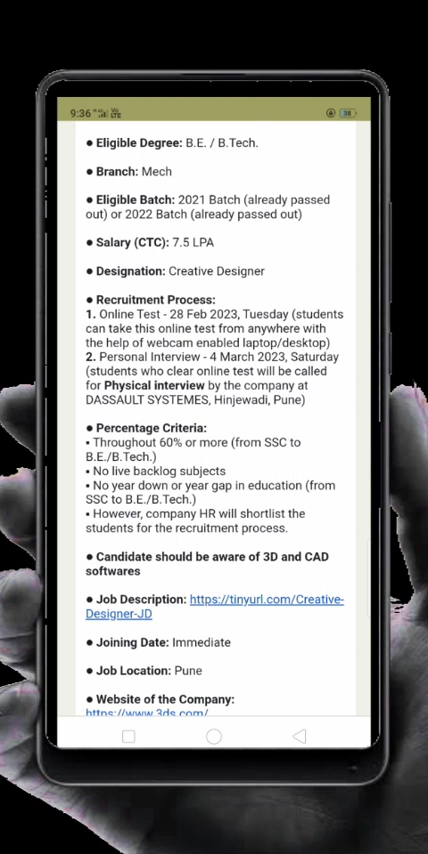 9:36
Vo
LTE
38
● Eligible Degree: B.E. / B.Tech.
● Branch: Mech
● Eligible Batch: 2021 Batch (already passed
out) or 2022 Batch (already passed out)
● Salary (CTC): 7.5 LPA
● Designation: Creative Designer
● Recruitment Process:
1. Online Test - 28 Feb 2023, Tuesday (students
can take this online test from anywhere with
the help of webcam enabled laptop/desktop)
2. Personal Interview - 4 March 2023, Saturday
(students who clear online test will be called
for Physical interview by the company at
DASSAULT SYSTEMES, Hinjewadi, Pune)
● Percentage Criteria:
▪ Throughout 60% or more (from SSC to
B.E./B.Tech.)
▪ No live backlog subjects
▪ No year down or year gap in education (from
SSC to B.E./B.Tech.)
▪ However, company HR will shortlist the
students for the recruitment process.
● Candidate should be aware of 3D and CAD
softwares
● Job Description: https://tinyurl.com/Creative-
Designer-JD
● Joining Date: Immediate
● Job Location: Pune
● Website of the Company:
https://www.3ds.com/